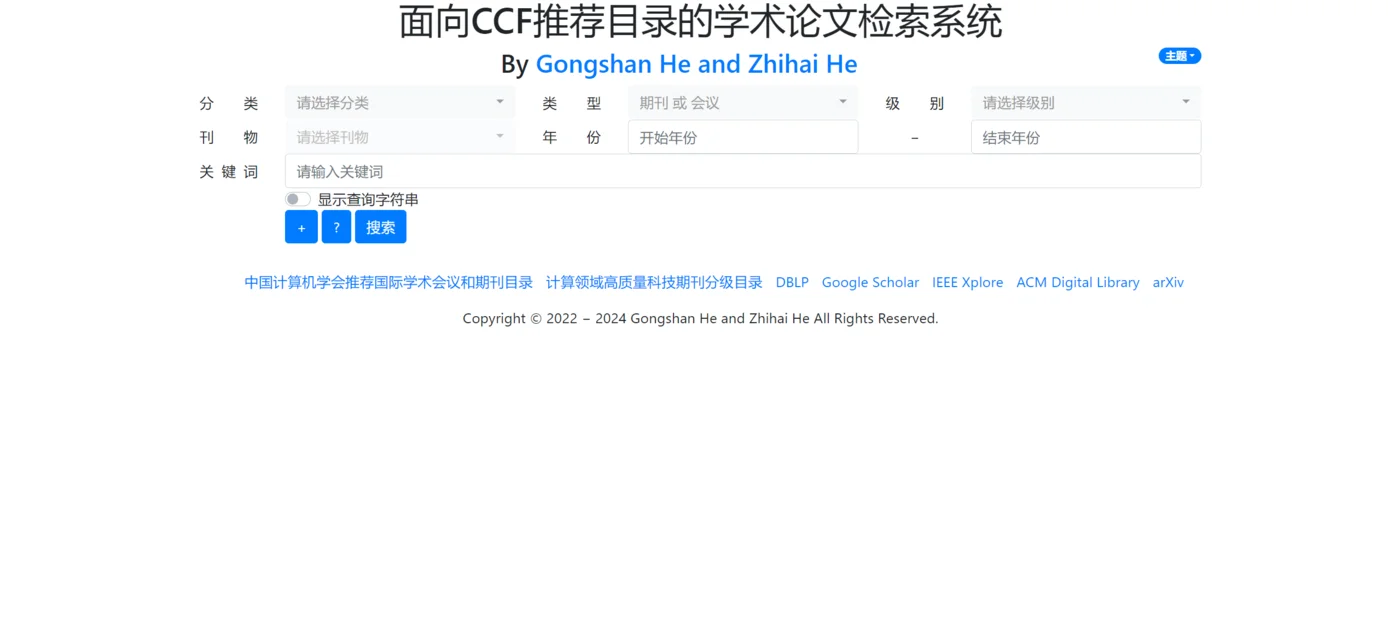 面向CCF推荐目录的学术论文检索系统
By Gongshan He and Zhihai He
主题
分 类 请选择分类 类 型 期刊 或 会议 级 别 请选择级别
刊 物 请选择刊物 年 份 开始年份 – 结束年份
关 键 词 请输入关键词
显示查询字符串
+ ? 搜索
中国计算机学会推荐国际学术会议和期刊目录 计算领域高质量科技期刊分级目录 DBLP Google Scholar IEEE Xplore ACM Digital Library arXiv
Copyright © 2022 – 2024 Gongshan He and Zhihai He All Rights Reserved.